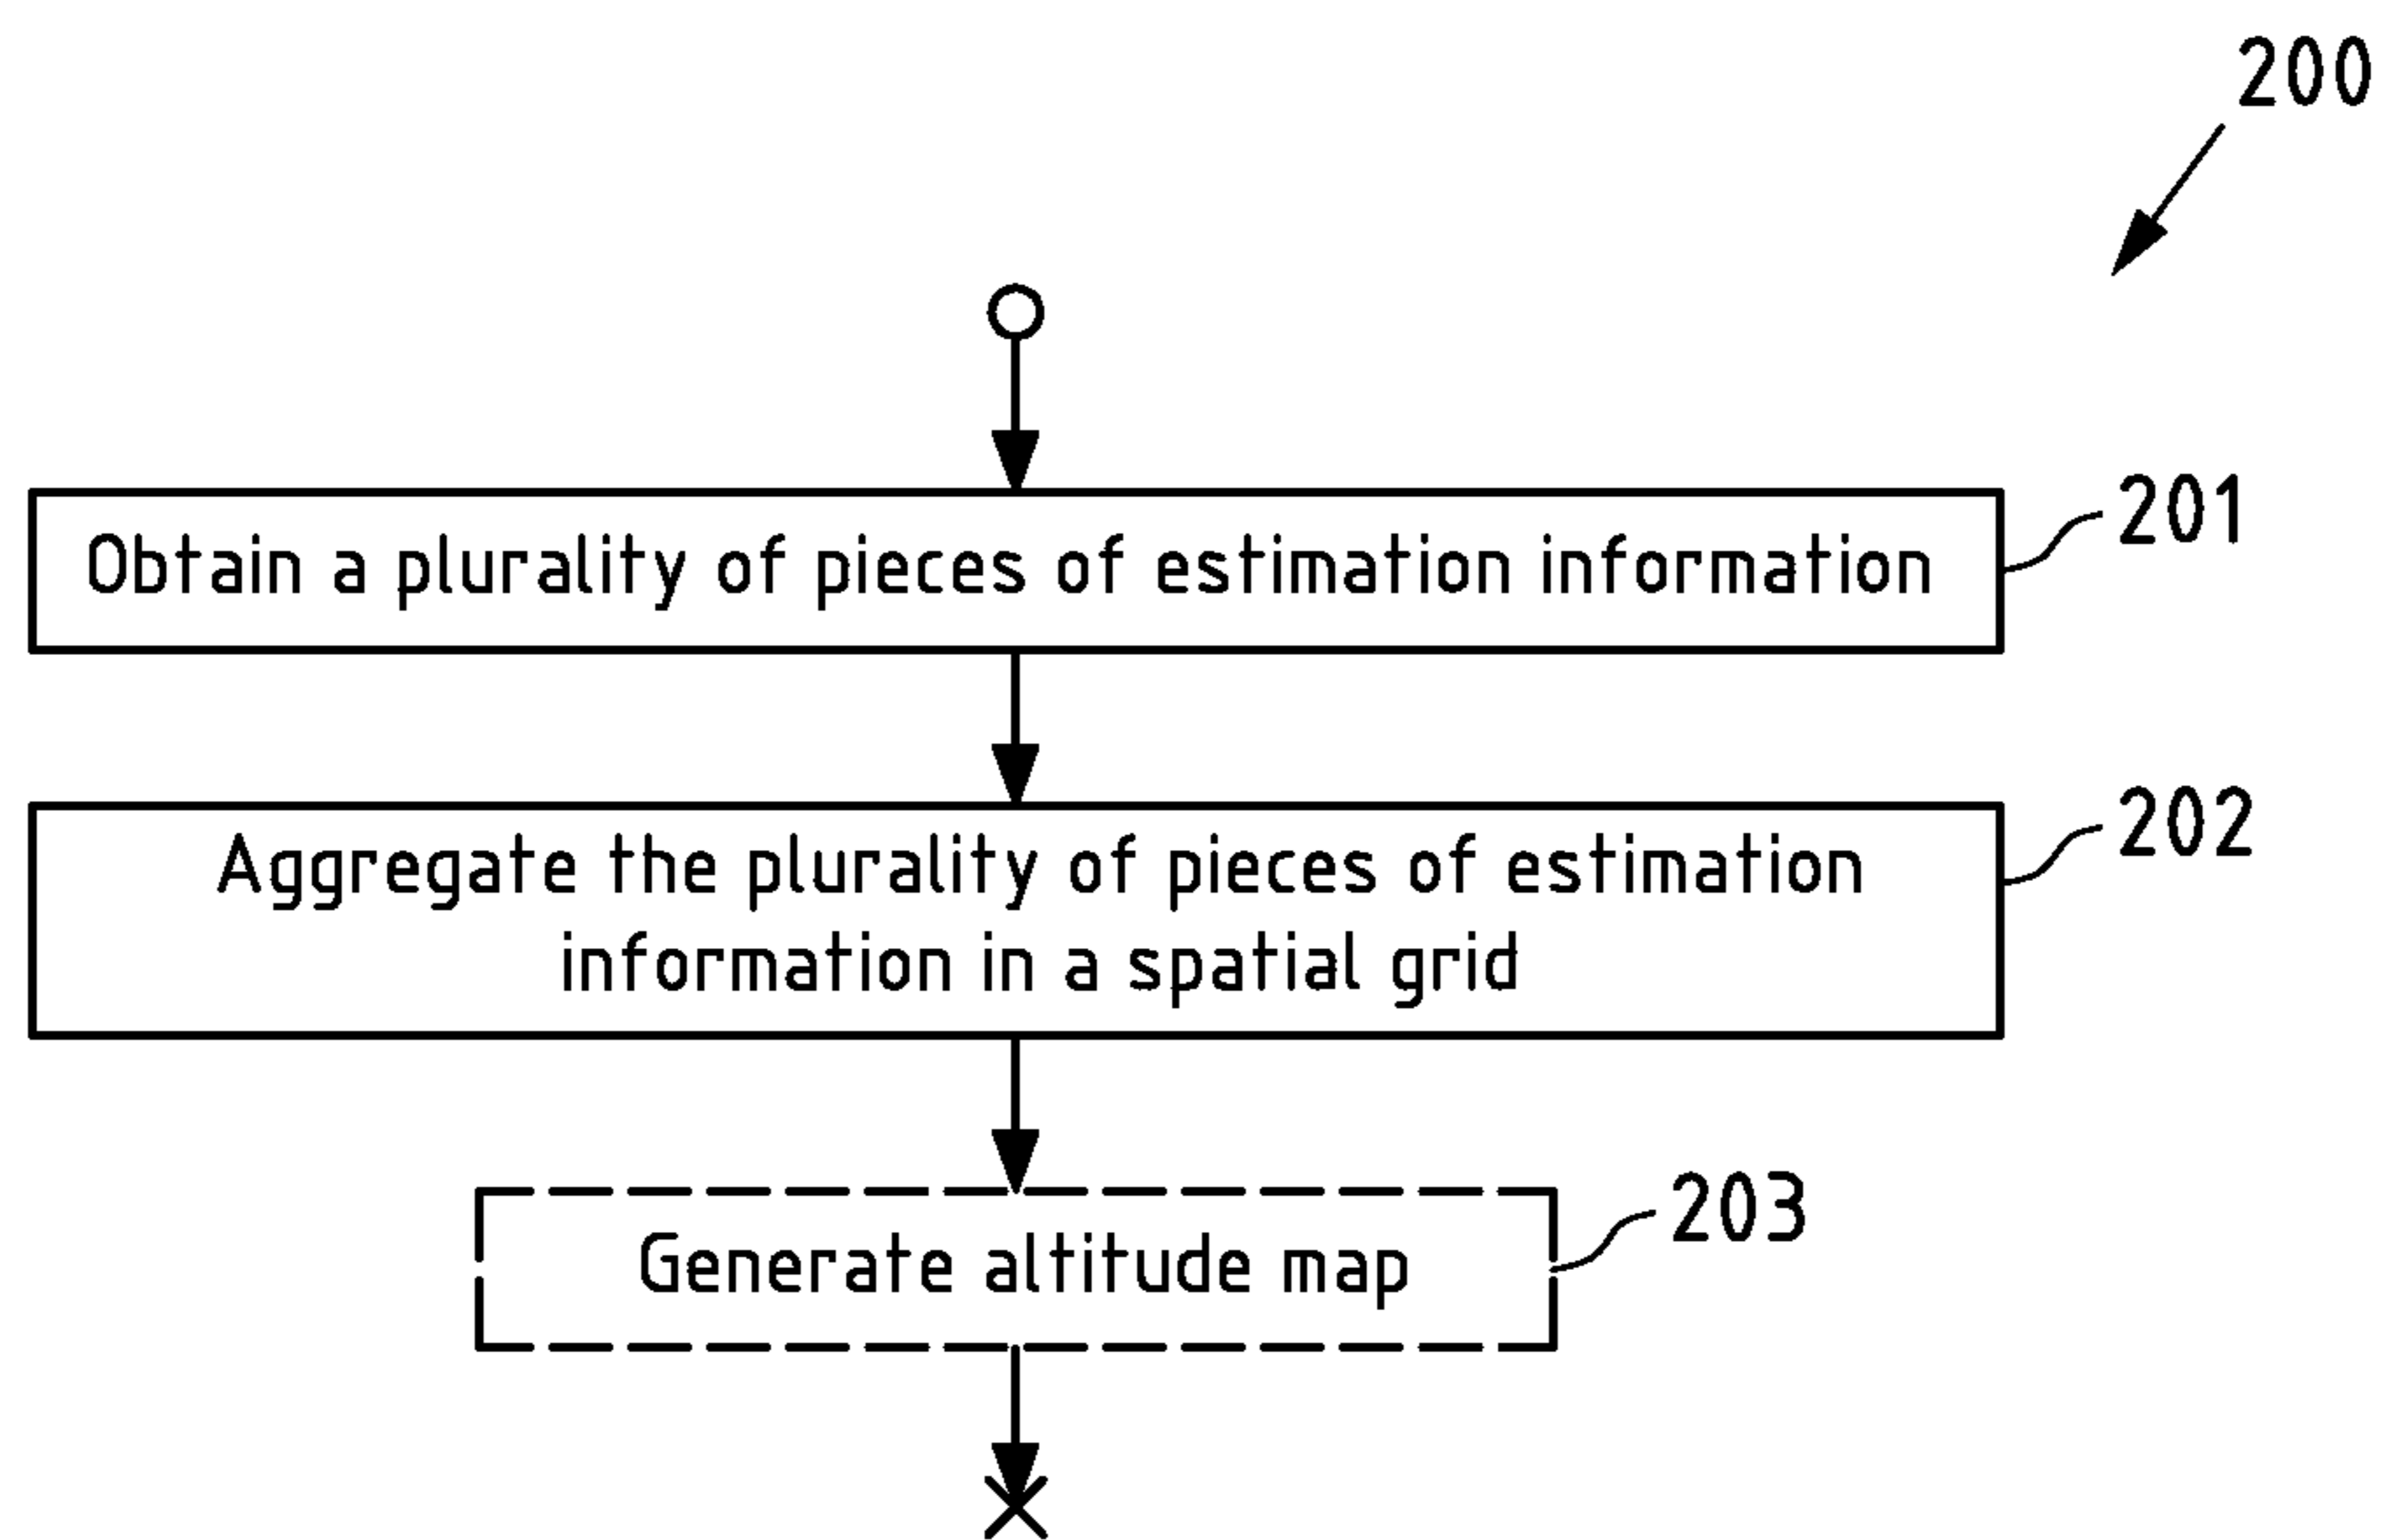 200
Obtain a plurality of pieces of estimation information
201
Aggregate the plurality of pieces of estimation
information in a spatial grid
202
Generate altitude map
203